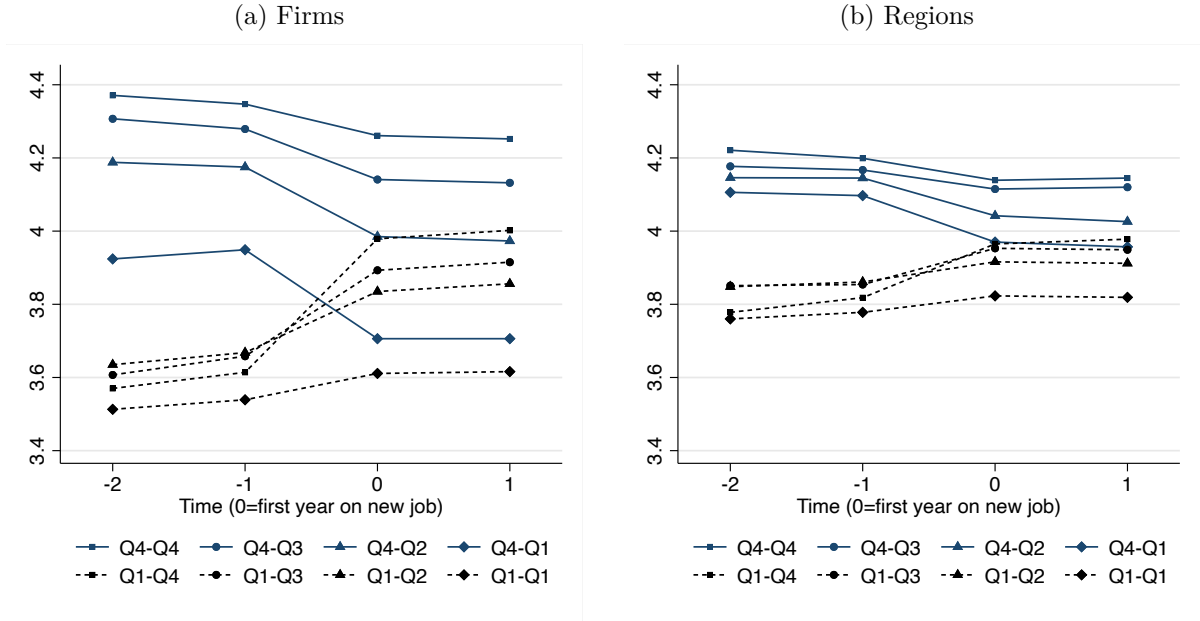 (a) Firms
4.4
4.2
4
3.8
3.6
3.4
-2 -1 0 1
Time (0=first year on new job)
Q4-Q4 Q4-Q3 Q4-Q2 Q4-Q1
Q1-Q4 Q1-Q3 Q1-Q2 Q1-Q1
(b) Regions
4.4
4.2
4
3.8
3.6
3.4
-2 -1 0 1
Time (0=first year on new job)
Q4-Q4 Q4-Q3 Q4-Q2 Q4-Q1
Q1-Q4 Q1-Q3 Q1-Q2 Q1-Q1